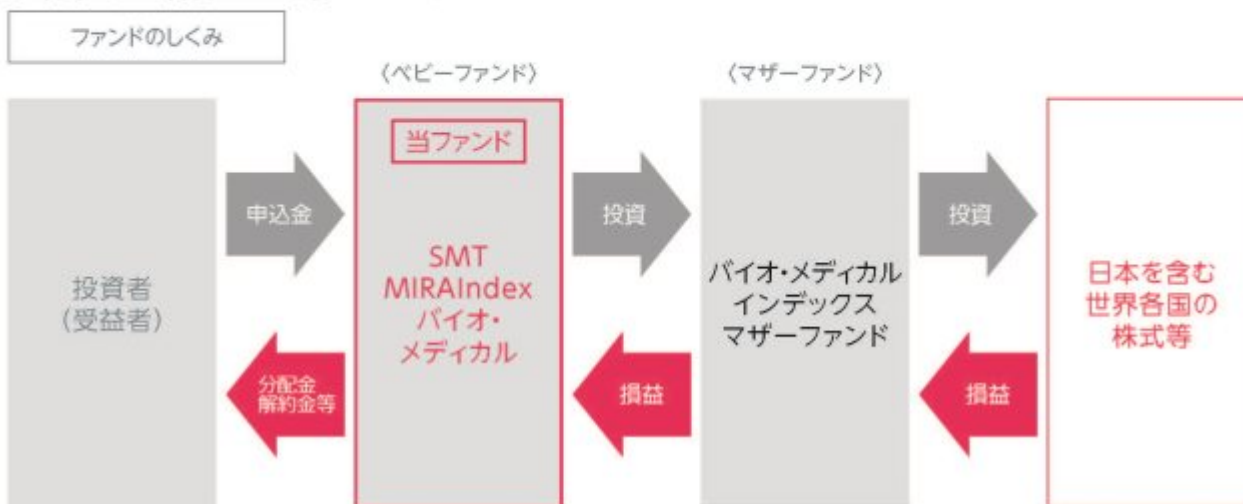 ファンドのしくみ
〈ベビーファンド〉
〈マザーファンド〉
投資者
(受益者)
申込金
分配金
解約金等
当ファンド
SMT
MIRAIndex
バイオ・
メディカル
投資
損益
バイオ・メディカル
インデックス
マザーファンド
投資
損益
日本を含む
世界各国の
株式等